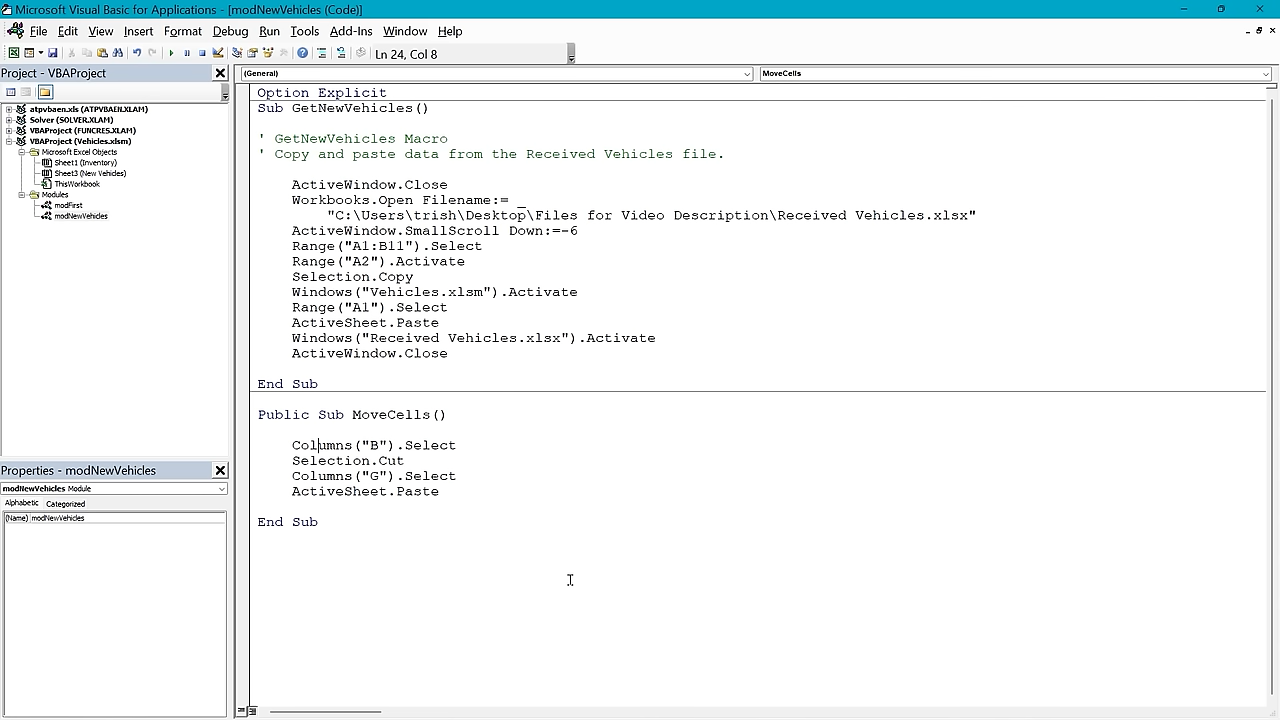 Microsoft Visual Basic for Applications - [modNewVehicles (Code)]
File Edit View Insert Format Debug Run Tools Add-Ins Window Help
Ln 24, Col 8
Project - VBAProject
atpvbaen.xls (ATPVBAEN.XLAM)
Solver (SOLVER.XLAM)
VBAProject (FUNCRES.XLAM)
VBAProject (Vehicles.xlsm)
Microsoft Excel Objects
Sheet1 (Inventory)
Sheet3 (New Vehicles)
ThisWorkbook
Modules
modFirst
modNewVehicles
Properties - modNewVehicles
modNewVehicles Module
Alphabetic Categorized
(Name) modNewVehicles
(General) MoveCells
Option Explicit
Sub GetNewVehicles()
' GetNewVehicles Macro
' Copy and paste data from the Received Vehicles file.
ActiveWindow.Close
Workbooks.Open Filename:= _
"C:\Users\trish\Desktop\Files for Video Description\Received Vehicles.xlsx"
ActiveWindow.SmallScroll Down:=-6
Range("A1:B11").Select
Range("A2").Activate
Selection.Copy
Windows("Vehicles.xlsm").Activate
Range("A1").Select
ActiveSheet.Paste
Windows("Received Vehicles.xlsx").Activate
ActiveWindow.Close
End Sub
Public Sub MoveCells()
Columns("B").Select
Selection.Cut
Columns("G").Select
ActiveSheet.Paste
End Sub